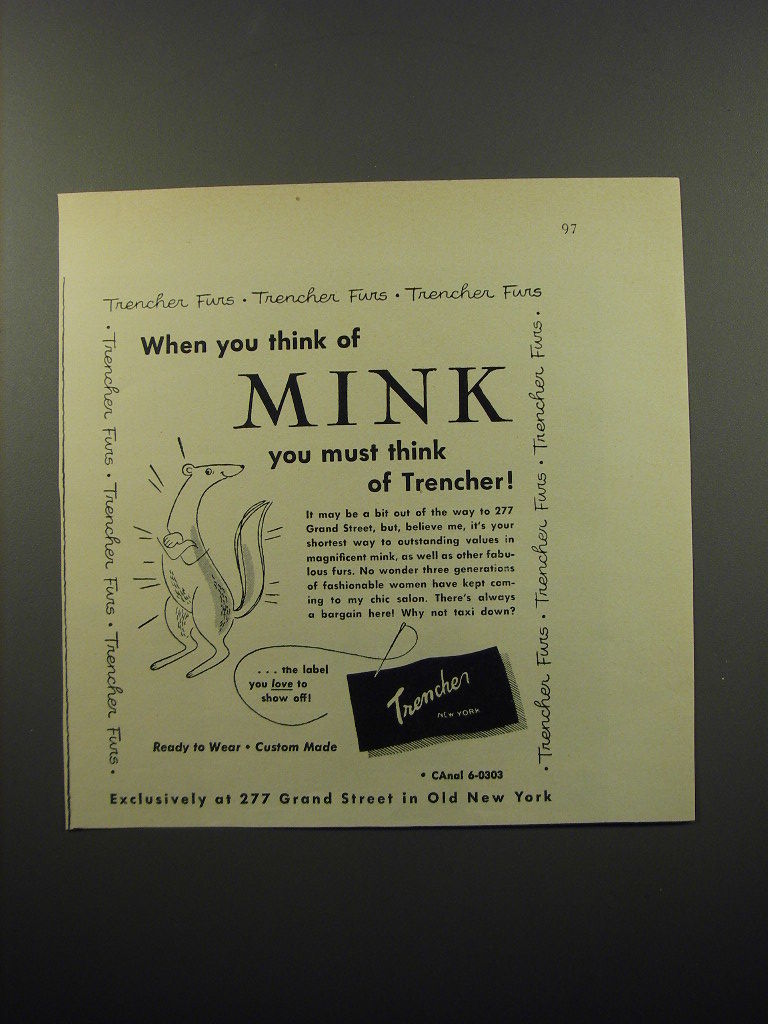 97
Trencher Furs • Trencher Furs • Trencher Furs
• Trencher Furs • Trencher Furs • Trencher Furs •
• Trencher Furs • Trencher Furs • Trencher Furs •
When you think of
MINK
you must think
of Trencher!
It may be a bit out of the way to 277
Grand Street, but, believe me, it's your
shortest way to outstanding values in
magnificent mink, as well as other fabu-
lous furs. No wonder three generations
of fashionable women have kept com-
ing to my chic salon. There's always
a bargain here! Why not taxi down?
. . . the label
you love to
show off!
Trencher
NEW YORK
Ready to Wear • Custom Made
• CAnal 6-0303
Exclusively at 277 Grand Street in Old New York